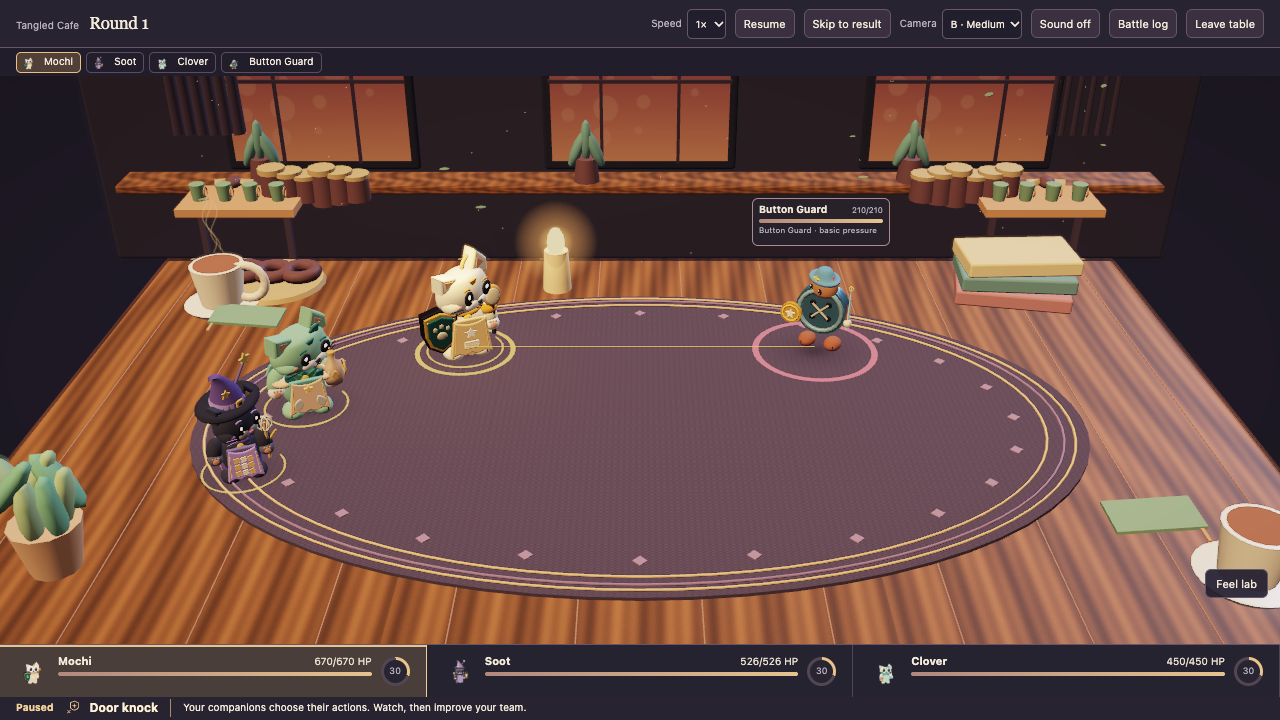 Tangled Cafe Round 1
Speed 1x Resume Skip to result Camera B · Medium Sound off Battle log Leave table
Mochi Soot Clover Button Guard
Button Guard 210/210
Button Guard · basic pressure
Feel lab
Mochi 670/670 HP 30
Soot 526/526 HP 30
Clover 450/450 HP 30
Paused Door knock Your companions choose their actions. Watch, then improve your team.